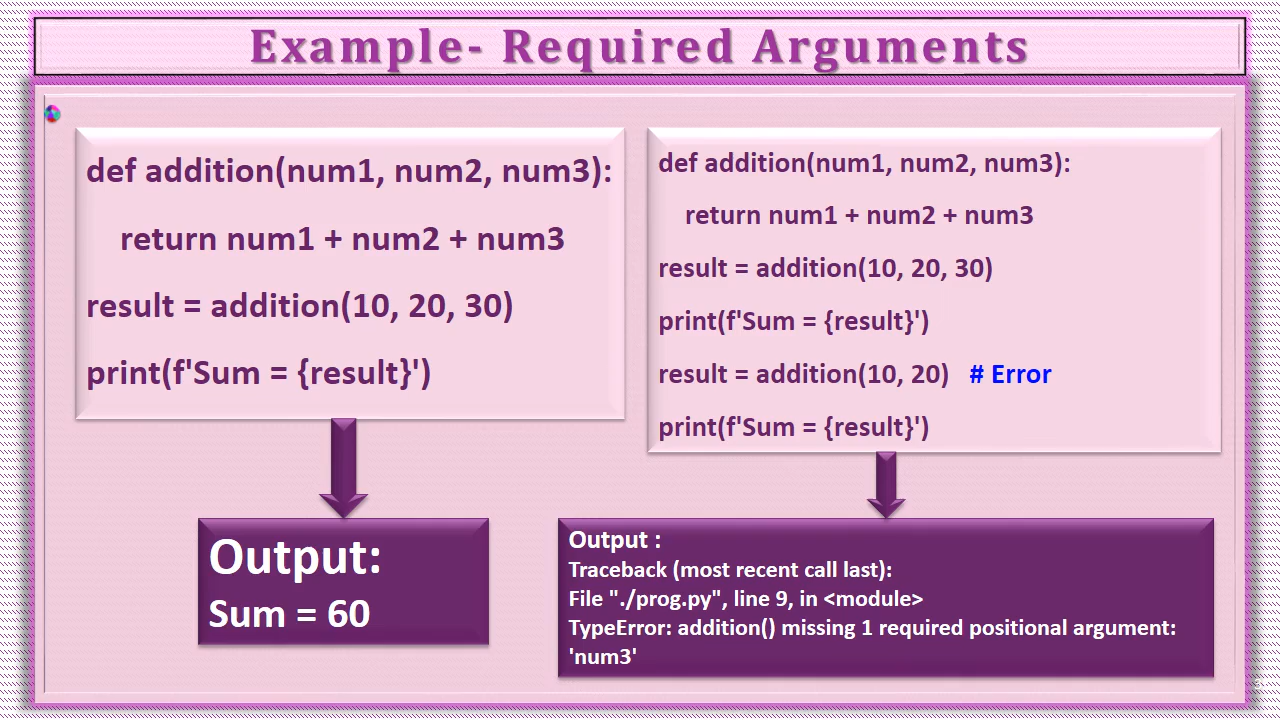 Example- Required Arguments
def addition(num1, num2, num3):
return num1 + num2 + num3
result = addition(10, 20, 30)
print(f'Sum = {result}')
Output:
Sum = 60
def addition(num1, num2, num3):
return num1 + num2 + num3
result = addition(10, 20, 30)
print(f'Sum = {result}')
result = addition(10, 20) # Error
print(f'Sum = {result}')
Output :
Traceback (most recent call last):
File "./prog.py", line 9, in <module>
TypeError: addition() missing 1 required positional argument:
'num3'